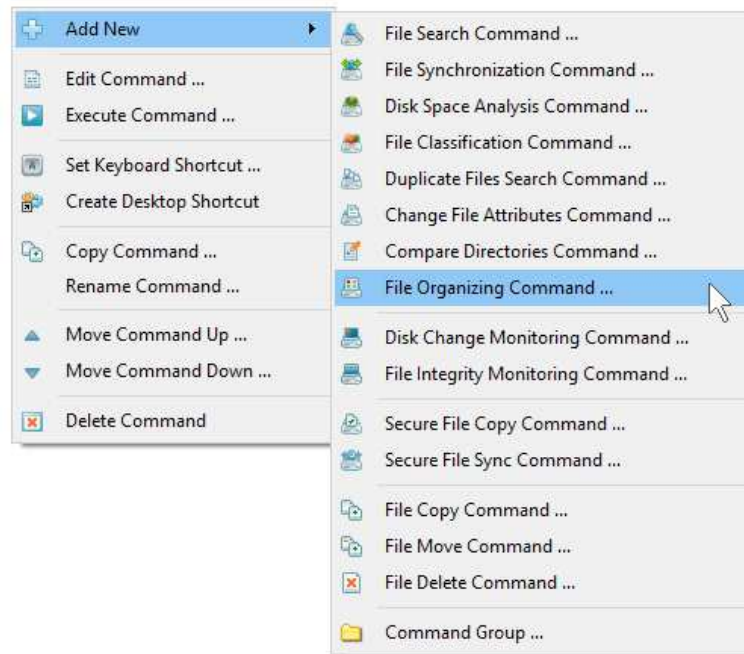 Add New
Edit Command ...
Execute Command ...
Set Keyboard Shortcut ...
Create Desktop Shortcut
Copy Command ...
Rename Command ...
Move Command Up ...
Move Command Down ...
Delete Command
File Search Command ...
File Synchronization Command ...
Disk Space Analysis Command ...
File Classification Command ...
Duplicate Files Search Command ...
Change File Attributes Command ...
Compare Directories Command ...
File Organizing Command ...
Disk Change Monitoring Command ...
File Integrity Monitoring Command ...
Secure File Copy Command ...
Secure File Sync Command ...
File Copy Command ...
File Move Command ...
File Delete Command ...
Command Group ...